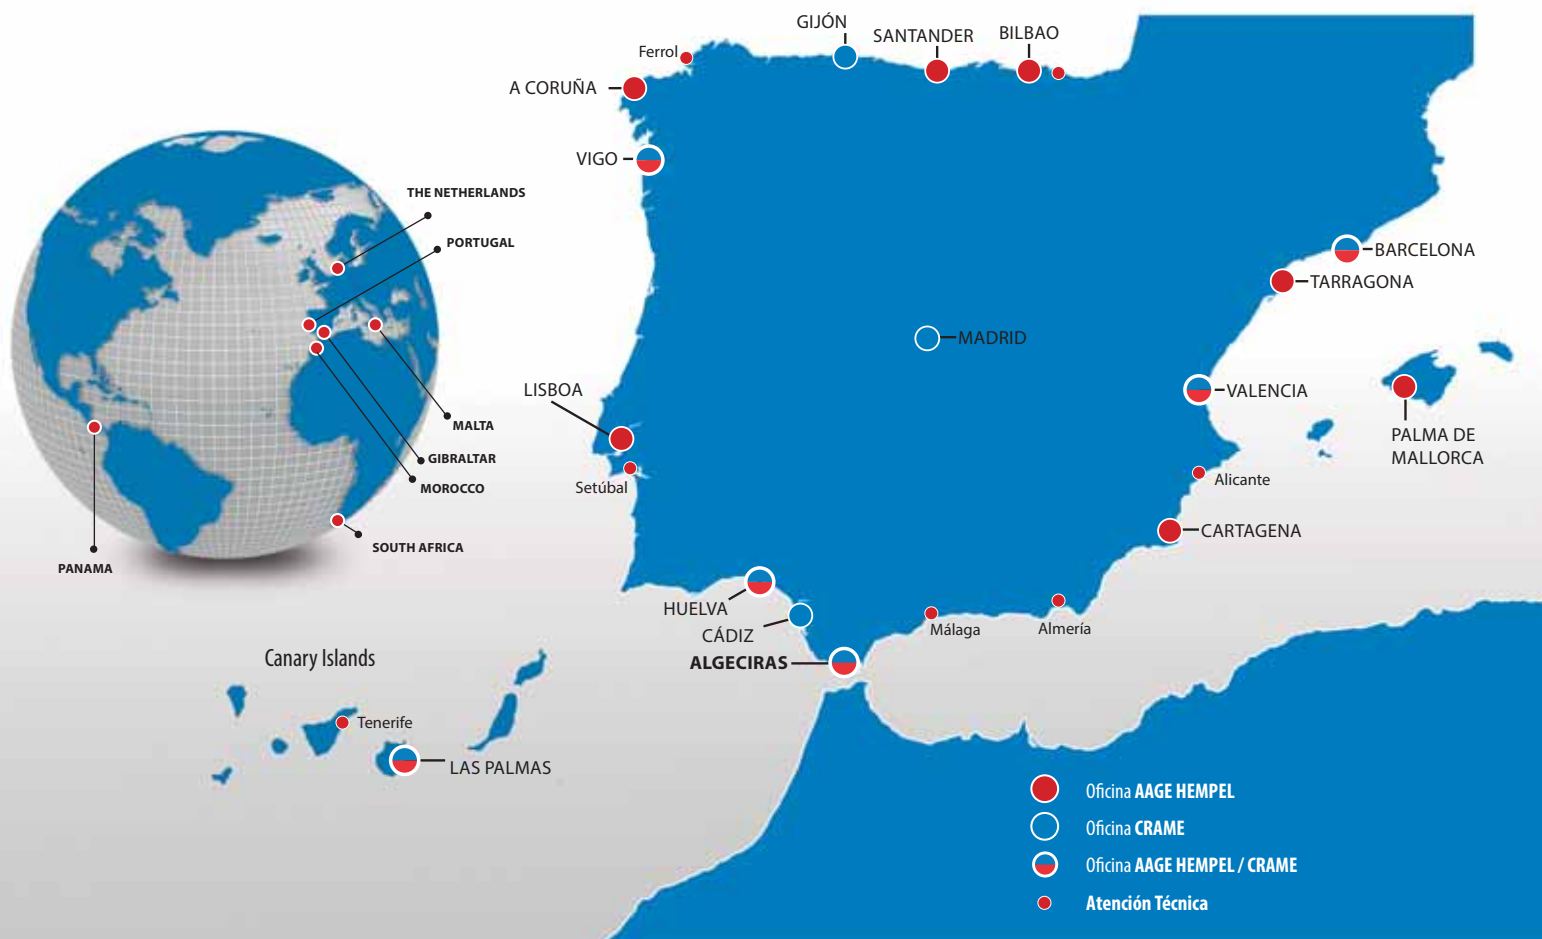 GIJÓN
SANTANDER
BILBAO
Ferrol
A CORUÑA
VIGO
THE NETHERLANDS
PORTUGAL
BARCELONA
TARRAGONA
MADRID
LISBOA
VALENCIA
MALTA
PALMA DE
MALLORCA
GIBRALTAR
MOROCCO
Setúbal
Alicante
CARTAGENA
SOUTH AFRICA
PANAMA
HUELVA
CÁDIZ
Málaga
Almería
ALGECIRAS
Canary Islands
Tenerife
LAS PALMAS
Oficina AAGE HEMPEL
Oficina CRAME
Oficina AAGE HEMPEL / CRAME
Atención Técnica